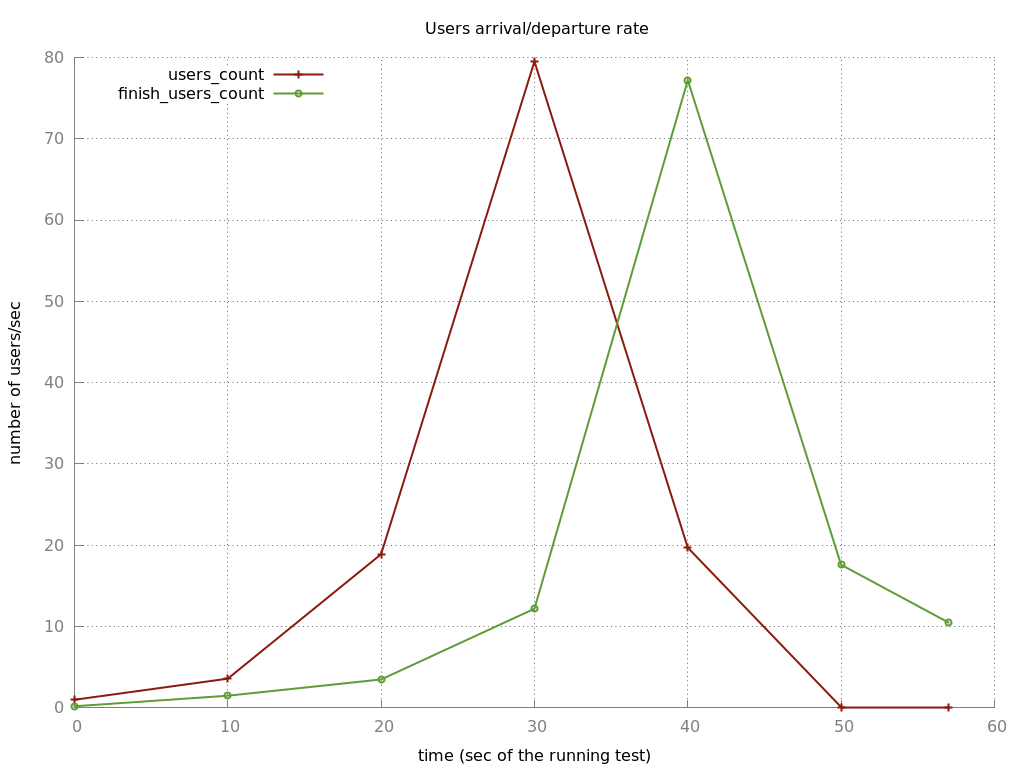 Users arrival/departure rate
users_count
finish_users_count
80
70
60
50
40
30
20
10
0
number of users/sec
0 10 20 30 40 50 60
time (sec of the running test)